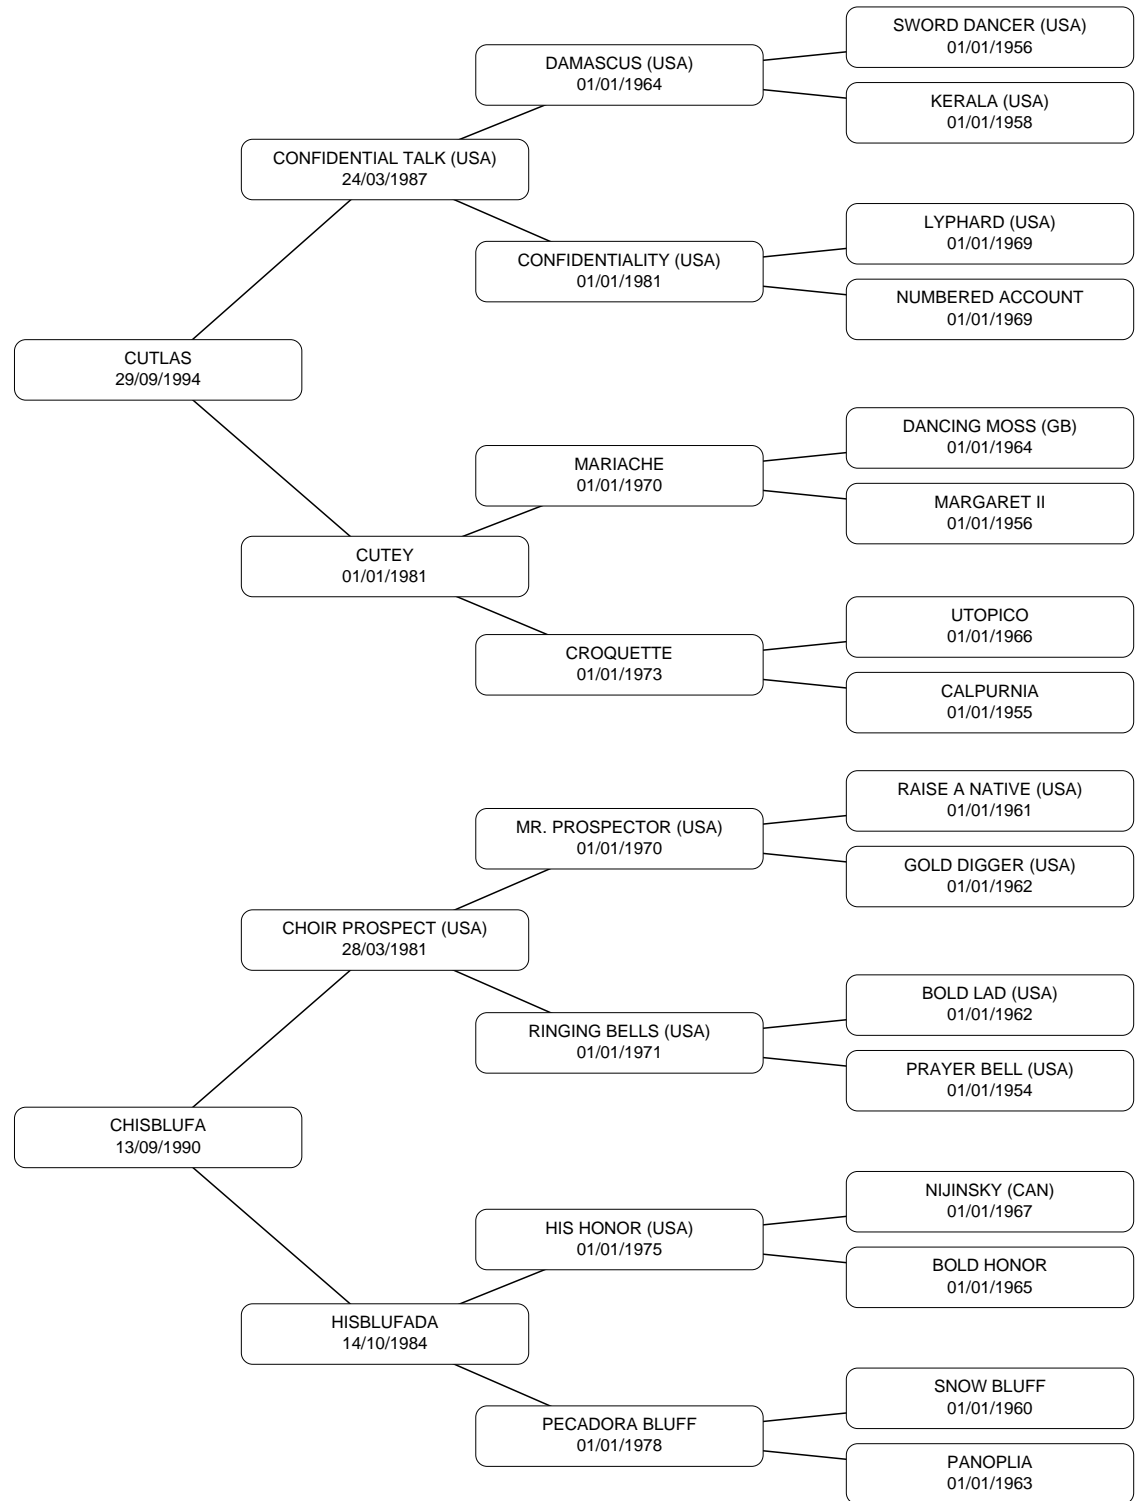 SWORD DANCER (USA)
01/01/1956
DAMASCUS (USA)
01/01/1964
KERALA (USA)
01/01/1958
CONFIDENTIAL TALK (USA)
24/03/1987
LYPHARD (USA)
01/01/1969
CONFIDENTIALITY (USA)
01/01/1981
NUMBERED ACCOUNT
01/01/1969
CUTLAS
29/09/1994
DANCING MOSS (GB)
01/01/1964
MARIACHE
01/01/1970
MARGARET II
01/01/1956
CUTEY
01/01/1981
UTOPICO
01/01/1966
CROQUETTE
01/01/1973
CALPURNIA
01/01/1955
RAISE A NATIVE (USA)
01/01/1961
MR. PROSPECTOR (USA)
01/01/1970
GOLD DIGGER (USA)
01/01/1962
CHOIR PROSPECT (USA)
28/03/1981
BOLD LAD (USA)
01/01/1962
RINGING BELLS (USA)
01/01/1971
PRAYER BELL (USA)
01/01/1954
CHISBLUFA
13/09/1990
NIJINSKY (CAN)
01/01/1967
HIS HONOR (USA)
01/01/1975
BOLD HONOR
01/01/1965
HISBLUFADA
14/10/1984
SNOW BLUFF
01/01/1960
PECADORA BLUFF
01/01/1978
PANOPLIA
01/01/1963